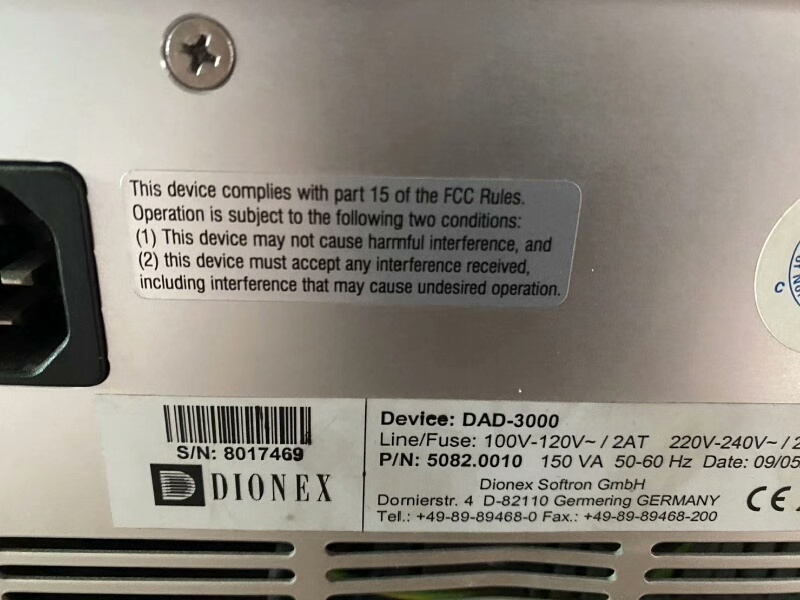 This device complies with part 15 of the FCC Rules.
Operation is subject to the following two conditions:
(1) This device may not cause harmful interference, and
(2) this device must accept any interference received,
including interference that may cause undesired operation.
C
S/N: 8017469
DIONEX
Device: DAD-3000
Line/Fuse: 100V-120V~ / 2AT 220V-240V~ / 2
P/N: 5082.0010 150 VA 50-60 Hz Date: 09/05
Dionex Softron GmbH
Dornierstr. 4 D-82110 Germering GERMANY
Tel.: +49-89-89468-0 Fax.: +49-89-89468-200
CE